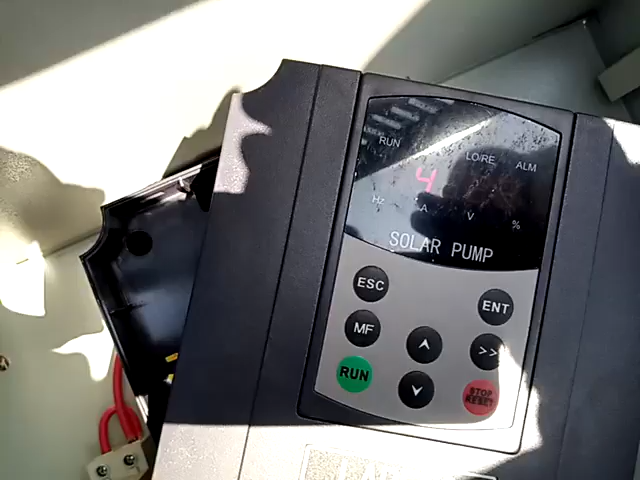 RUN LO/RE ALM
4
Hz A V %
SOLAR PUMP
ESC ENT
MF >>
RUN STOP
RESET